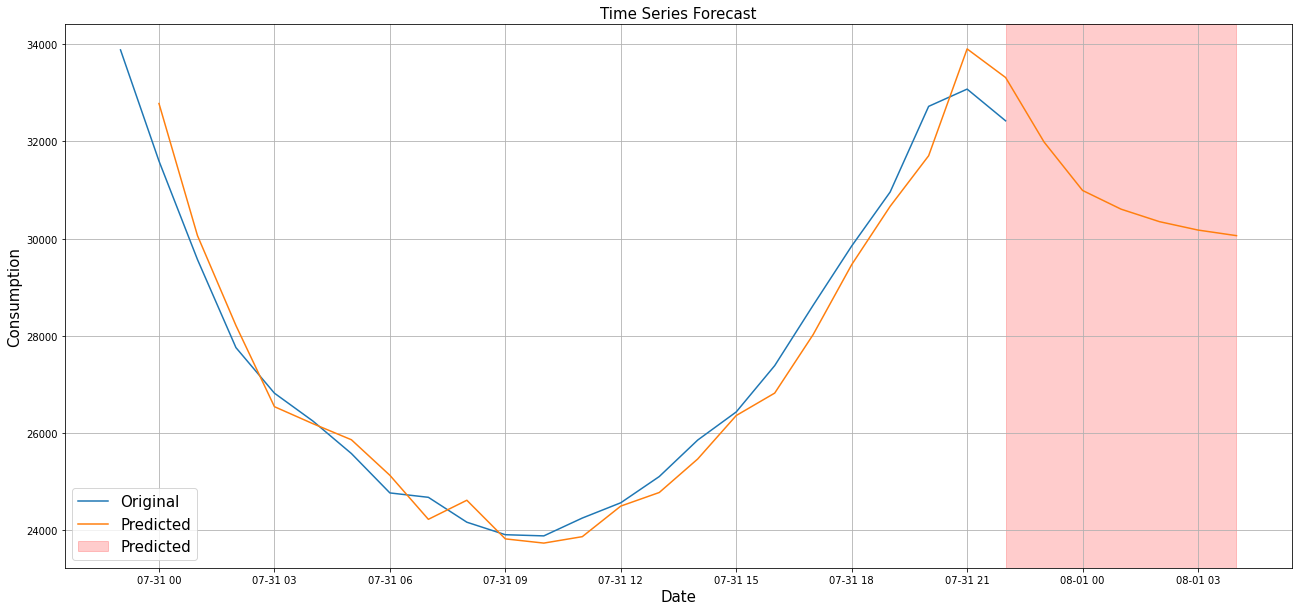 Time Series Forecast
Consumption
34000
32000
30000
28000
26000
24000
Original
Predicted
Predicted
07-31 00
07-31 03
07-31 06
07-31 09
07-31 12
07-31 15
07-31 18
07-31 21
08-01 00
08-01 03
Date